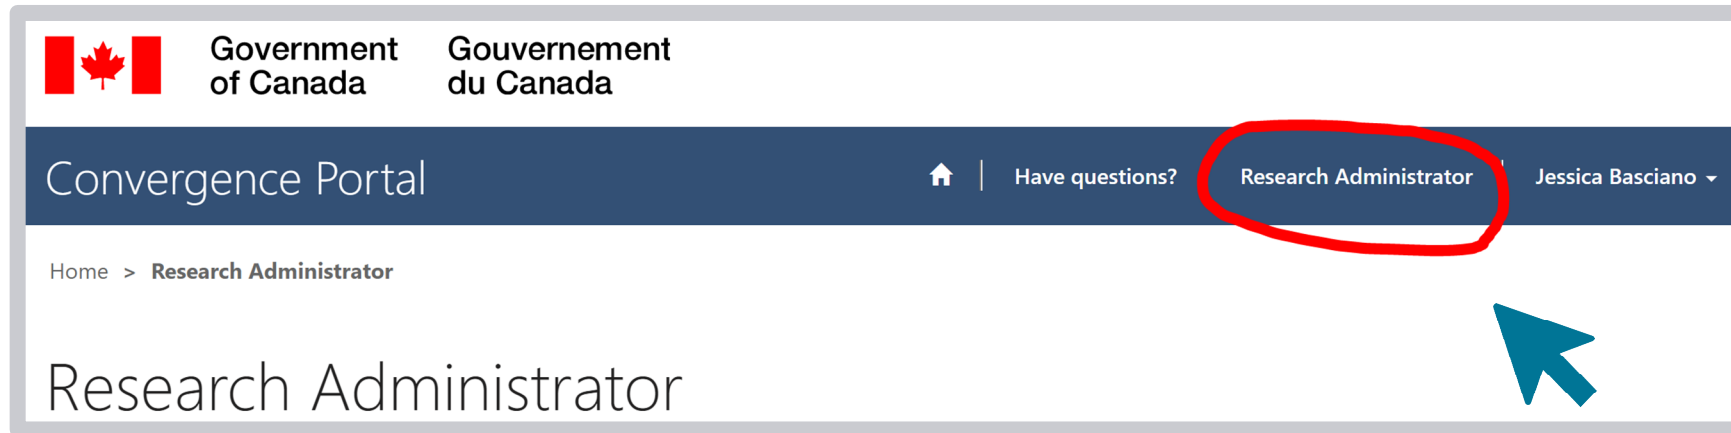 Government of Canada
Gouvernement du Canada
Convergence Portal
Have questions?
Research Administrator
Jessica Basciano
Home > Research Administrator
Research Administrator